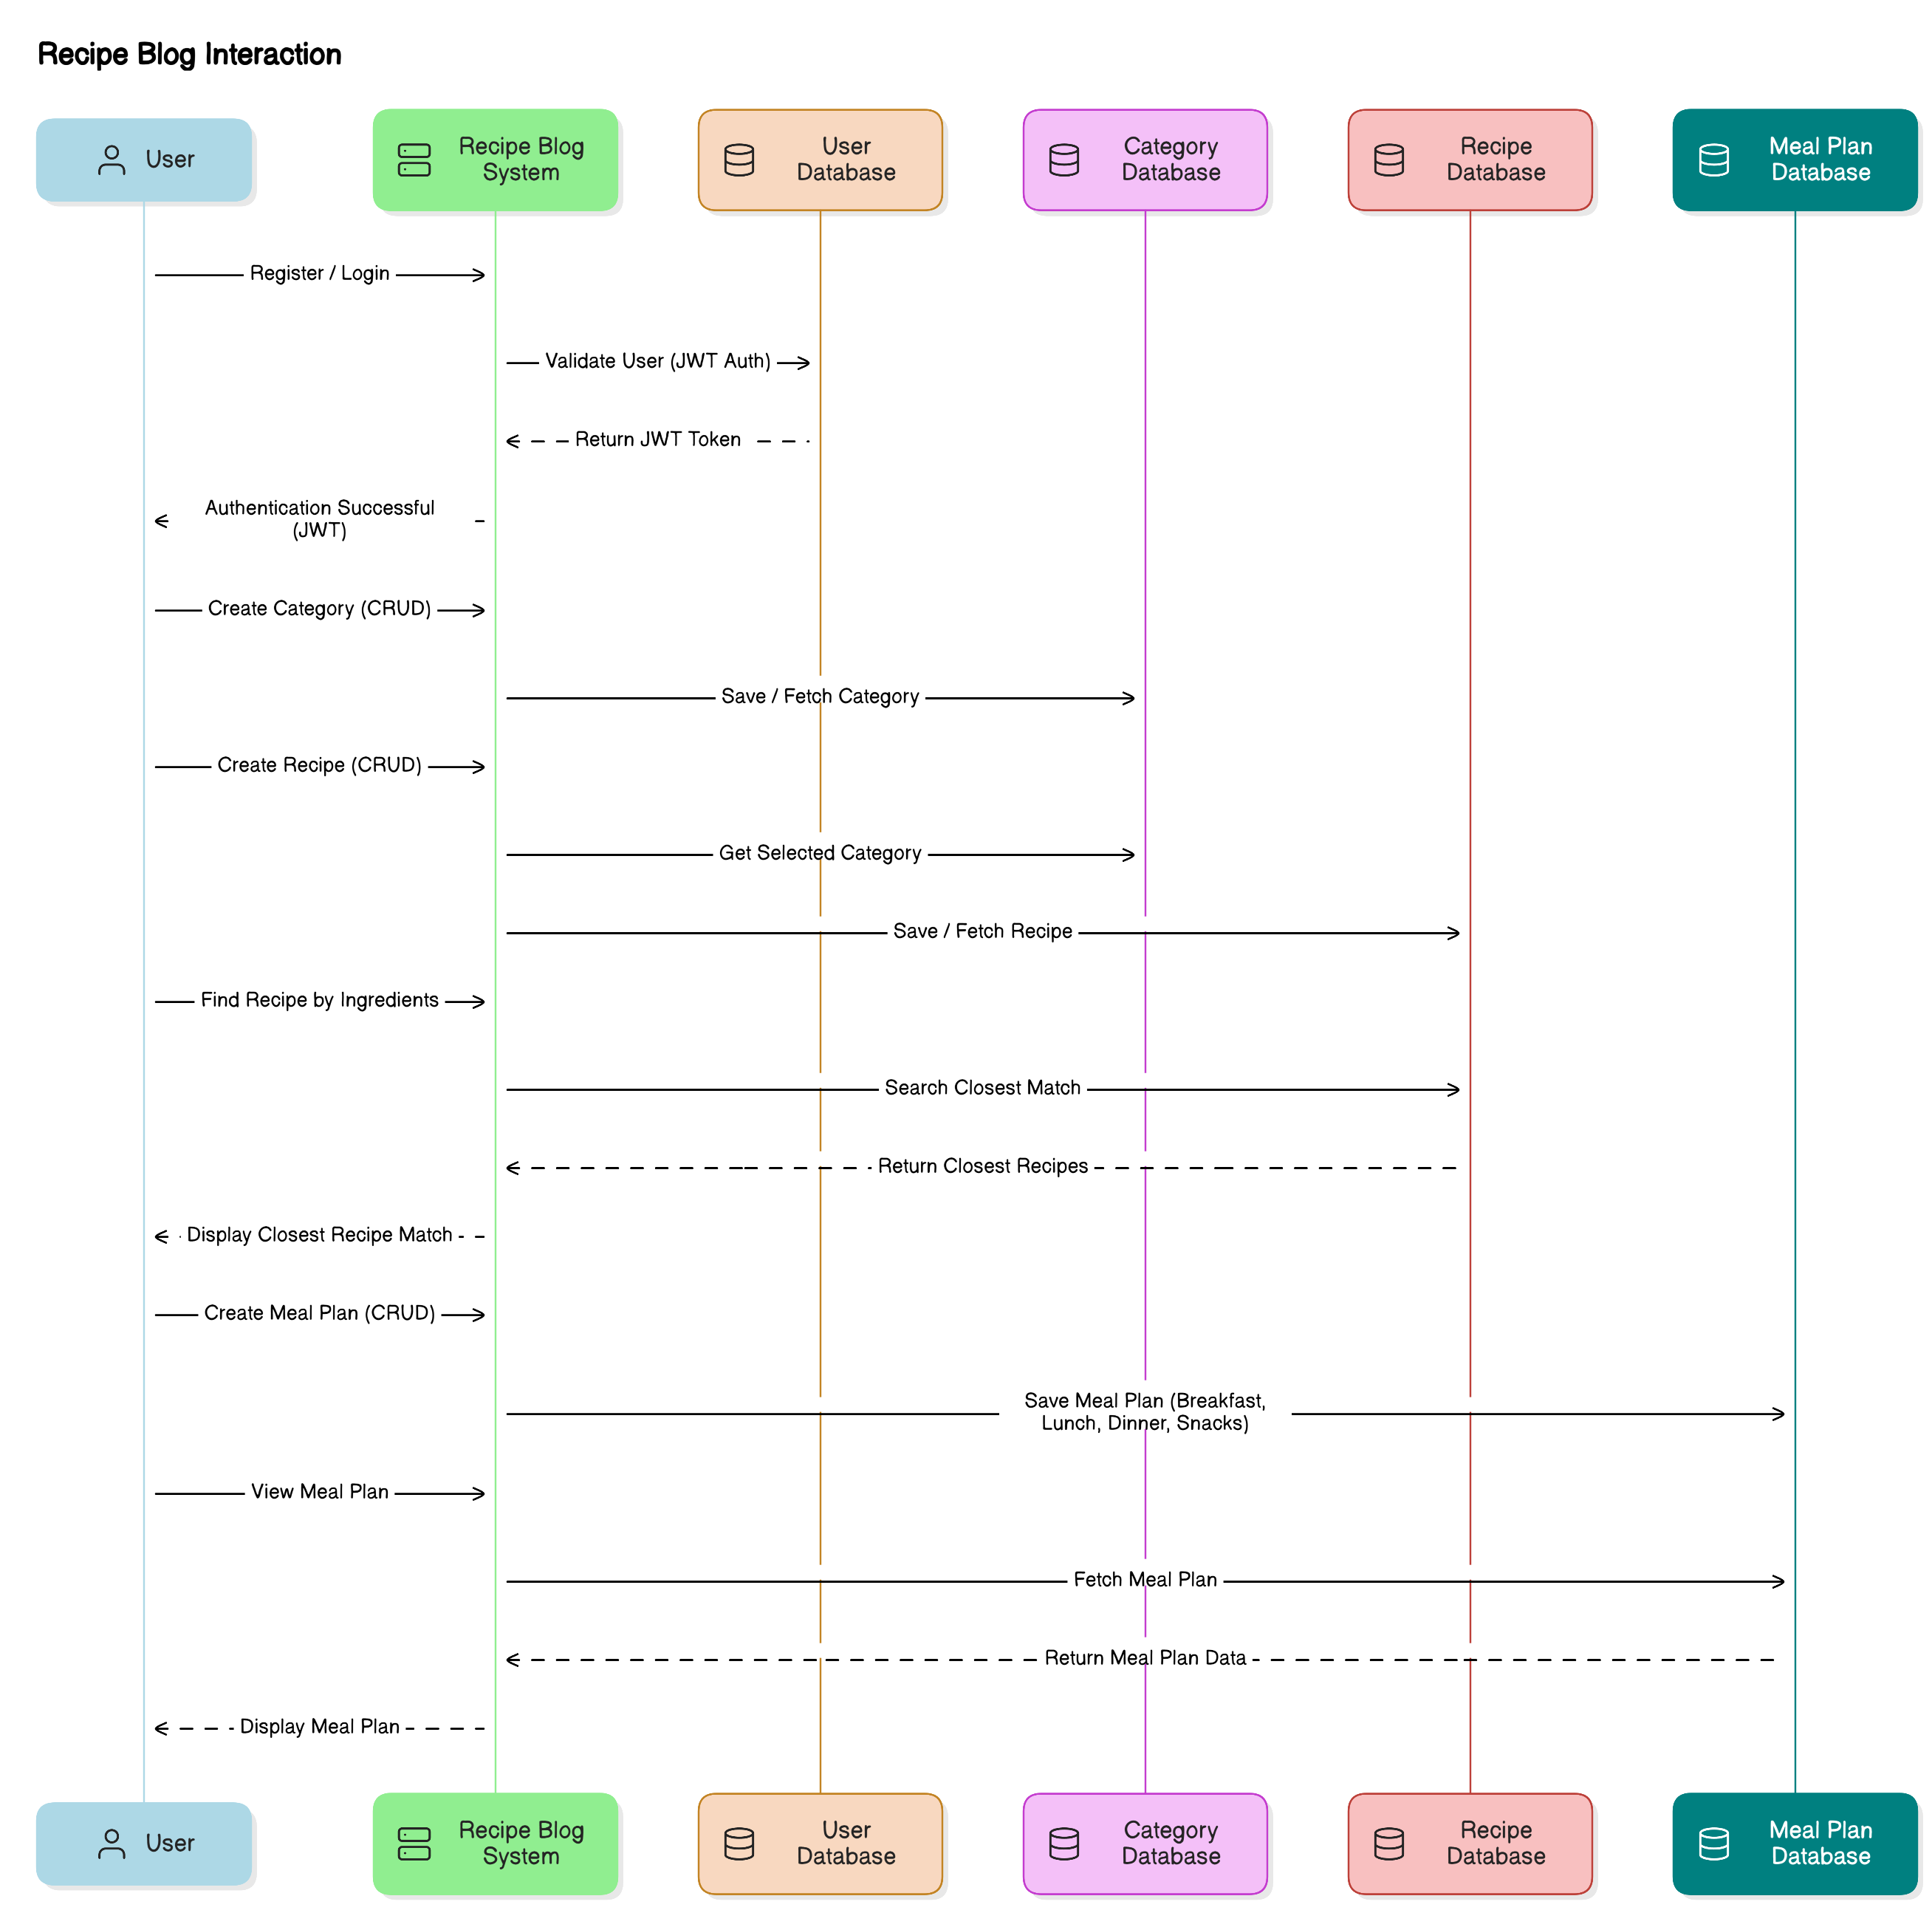 Recipe Blog Interaction
User
Recipe Blog
System
User
Database
Category
Database
Recipe
Database
Meal Plan
Database
Register / Login
Validate User (JWT Auth)
Return JWT Token
Authentication Successful
(JWT)
Create Category (CRUD)
Save / Fetch Category
Create Recipe (CRUD)
Get Selected Category
Save / Fetch Recipe
Find Recipe by Ingredients
Search Closest Match
Return Closest Recipes
Display Closest Recipe Match
Create Meal Plan (CRUD)
Save Meal Plan (Breakfast,
Lunch, Dinner, Snacks)
View Meal Plan
Fetch Meal Plan
Return Meal Plan Data
Display Meal Plan
User
Recipe Blog
System
User
Database
Category
Database
Recipe
Database
Meal Plan
Database